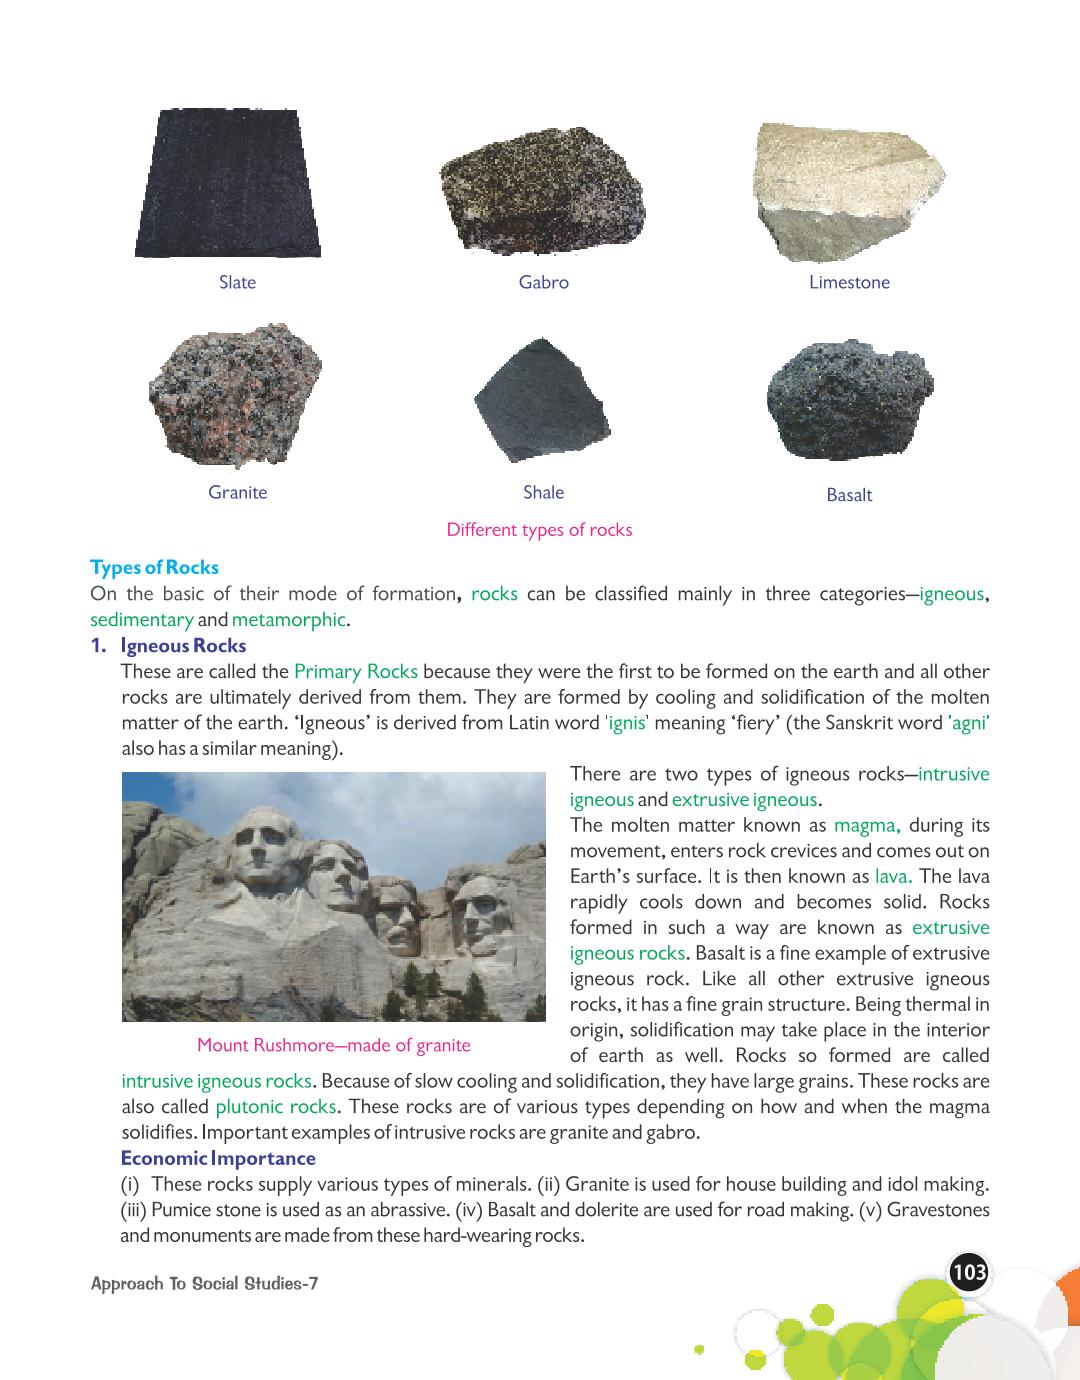 Slate
Gabro
Limestone
Granite
Shale
Basalt
Different types of rocks
Types of Rocks
On the basic of their mode of formation, rocks can be classified mainly in three categories—igneous,
sedimentary and metamorphic.
1. Igneous Rocks
These are called the Primary Rocks because they were the first to be formed on the earth and all other
rocks are ultimately derived from them. They are formed by cooling and solidification of the molten
matter of the earth. ‘Igneous’ is derived from Latin word 'ignis' meaning ‘fiery’ (the Sanskrit word 'agni'
also has a similar meaning).
There are two types of igneous rocks—intrusive
igneous and extrusive igneous.
The molten matter known as magma, during its
movement, enters rock crevices and comes out on
Earth’s surface. It is then known as lava. The lava
rapidly cools down and becomes solid. Rocks
formed in such a way are known as extrusive
igneous rocks. Basalt is a fine example of extrusive
igneous rock. Like all other extrusive igneous
rocks, it has a fine grain structure. Being thermal in
origin, solidification may take place in the interior
of earth as well. Rocks so formed are called
Mount Rushmore—made of granite
intrusive igneous rocks. Because of slow cooling and solidification, they have large grains. These rocks are
also called plutonic rocks. These rocks are of various types depending on how and when the magma
solidifies. Important examples of intrusive rocks are granite and gabro.
Economic Importance
(i) These rocks supply various types of minerals. (ii) Granite is used for house building and idol making.
(iii) Pumice stone is used as an abrassive. (iv) Basalt and dolerite are used for road making. (v) Gravestones
and monuments are made from these hard-wearing rocks.
Approach To Social Studies-7
103